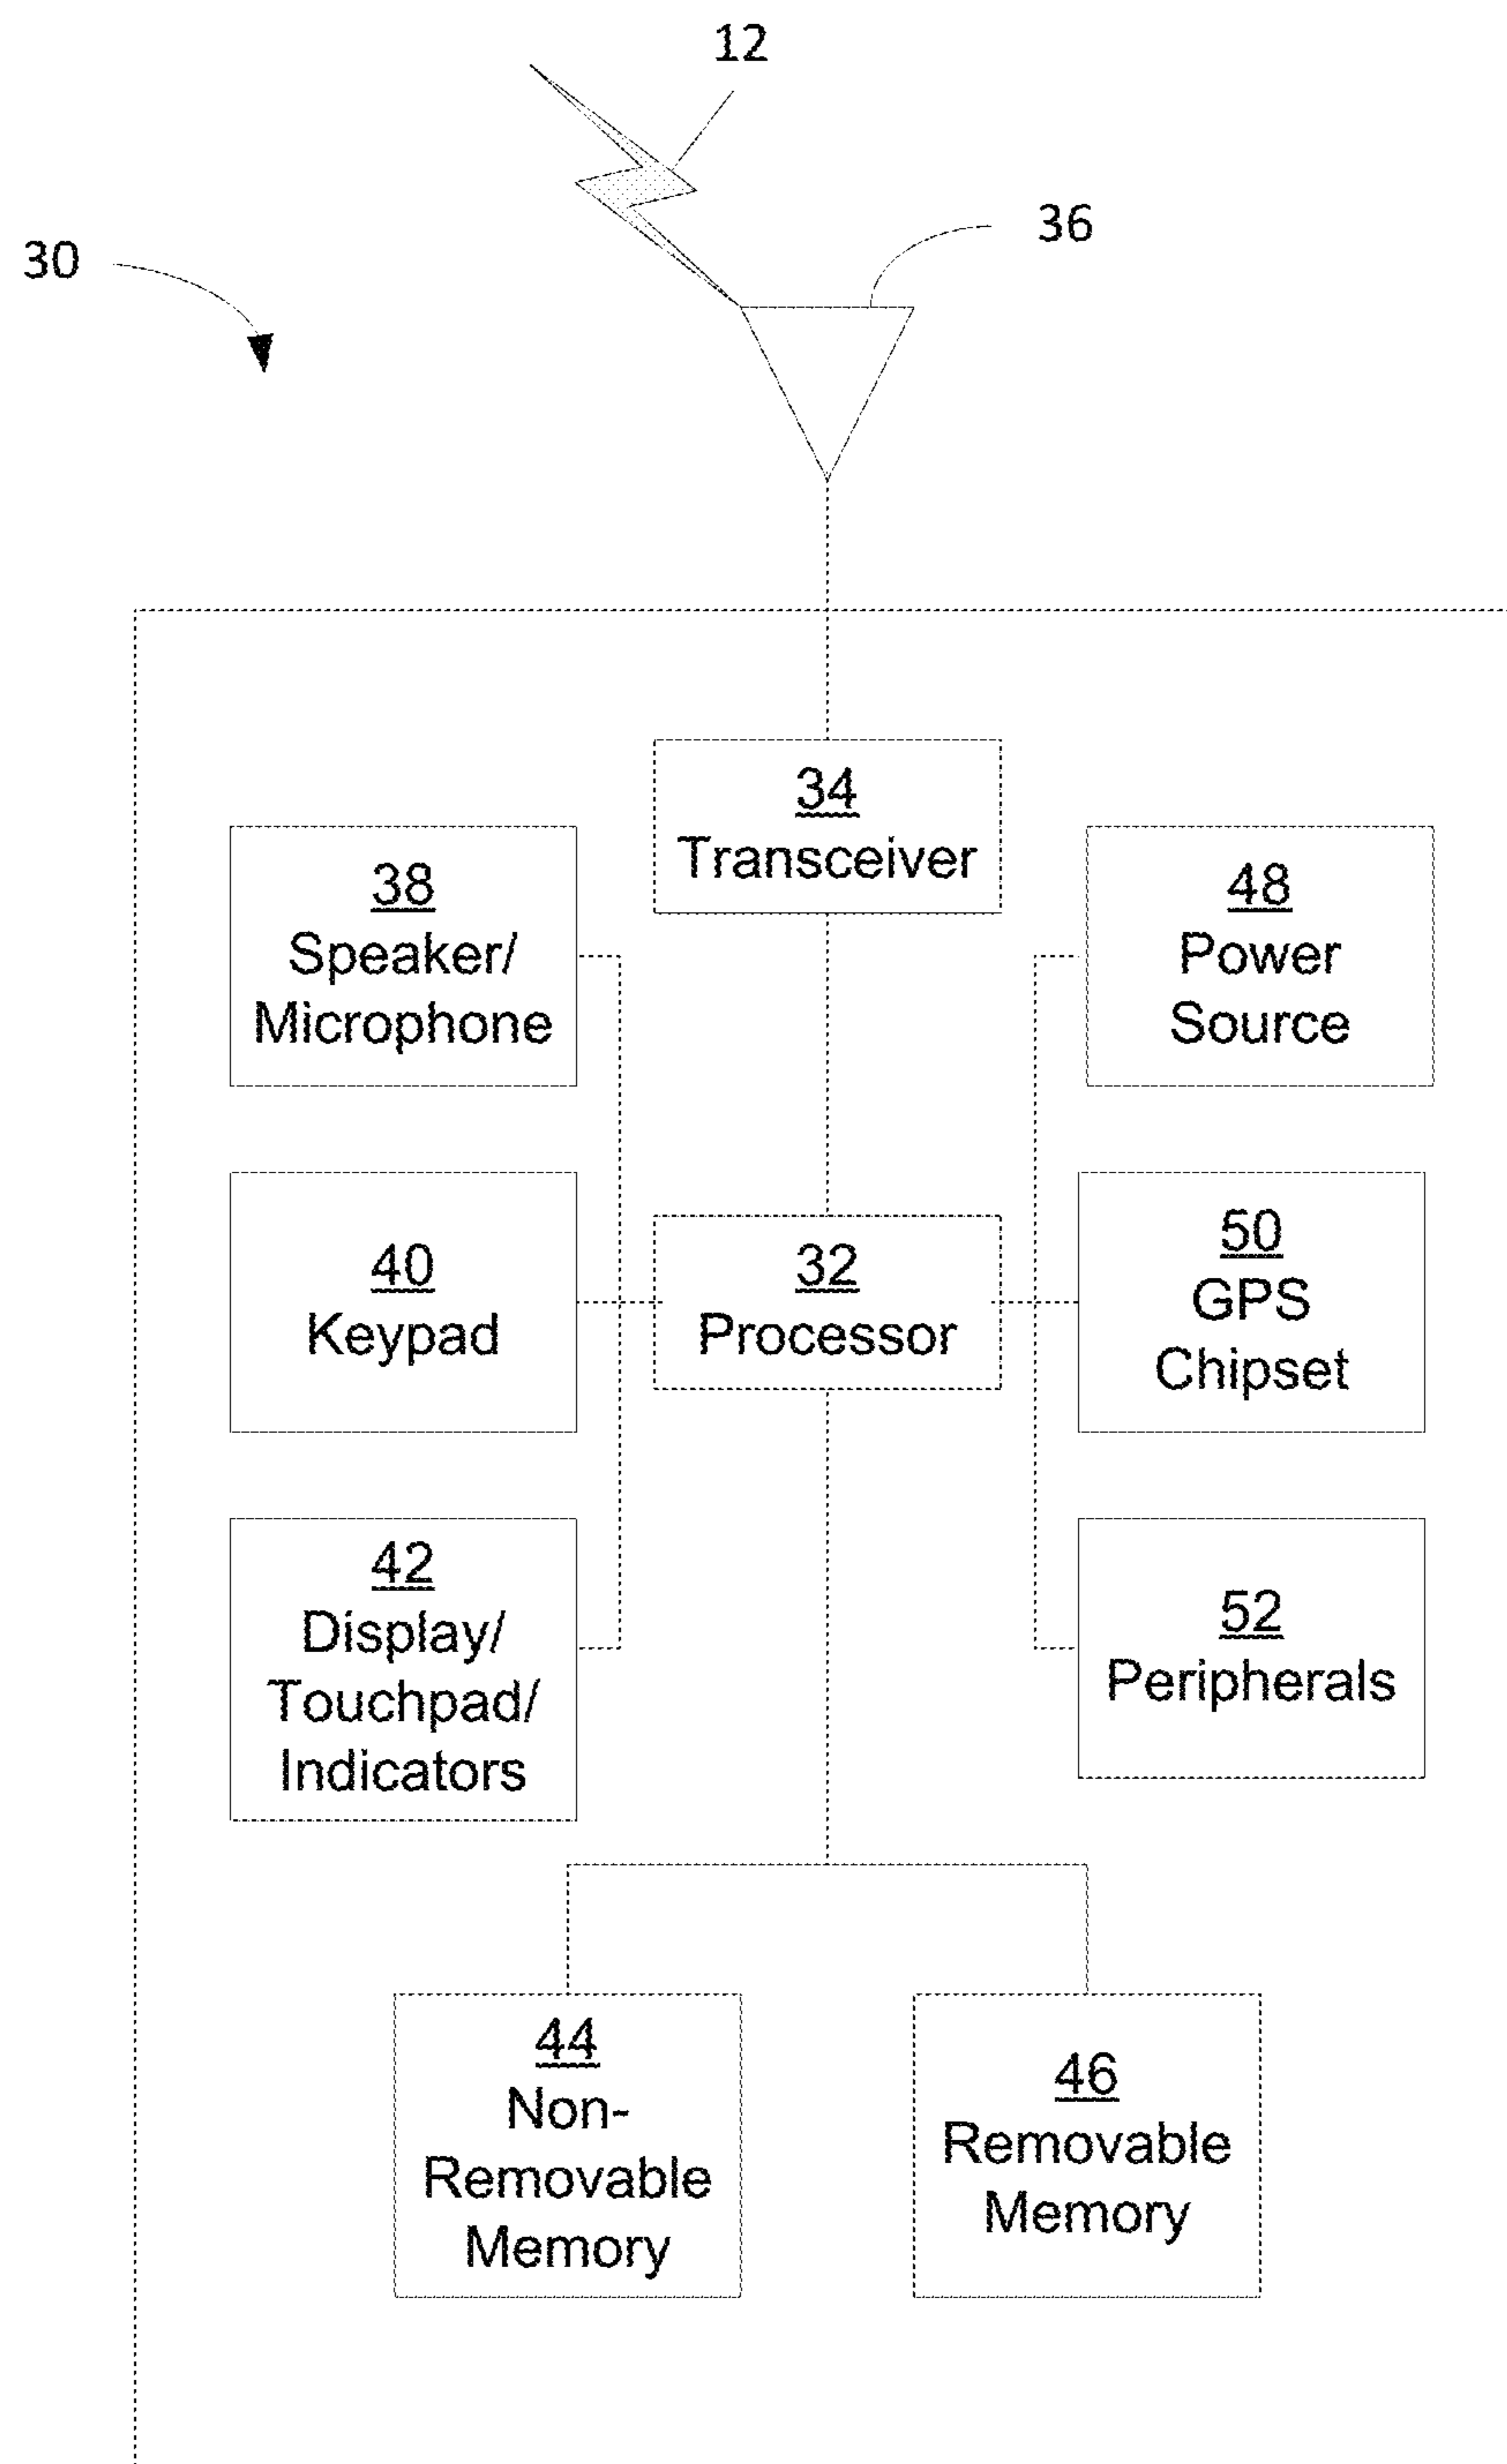 12
36
30
34
Transceiver
38
Speaker/
Microphone
48
Power
Source
40
Keypad
32
Processor
50
GPS
Chipset
42
Display/
Touchpad/
Indicators
52
Peripherals
44
Non-
Removable
Memory
46
Removable
Memory